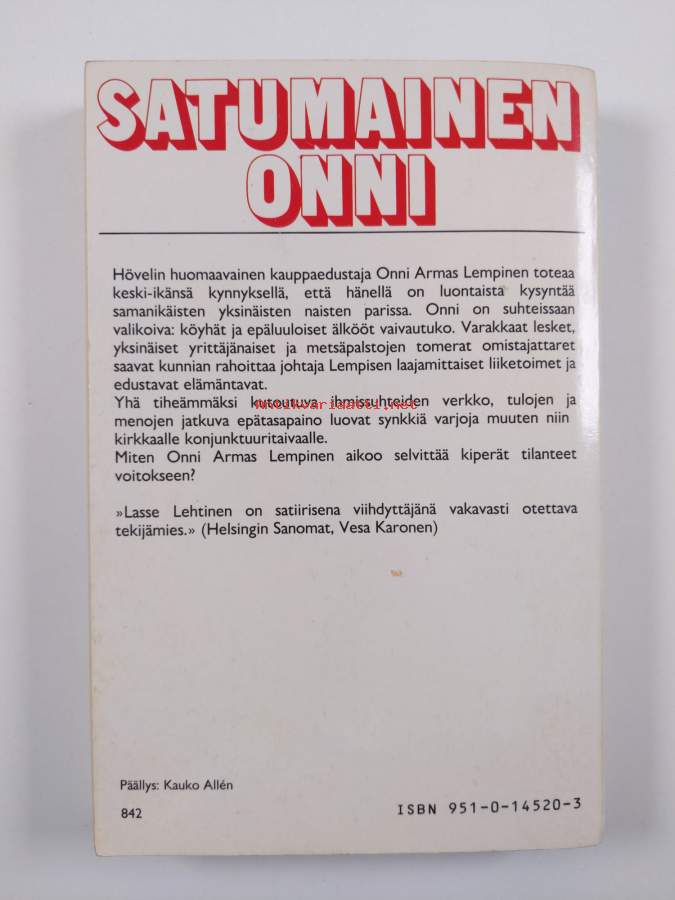 SATUMAINEN
ONNI
Hövelin huomaavainen kauppaedustaja Onni Armas Lempinen toteaa
keski-ikänsä kynnyksellä, että hänellä on luontaista kysyntää
samanikäisten yksinäisten naisten parissa. Onni on suhteissaan
valikoiva: köyhät ja epäluuloiset älkööt vaivautuko. Varakkaat lesket,
yksinäiset yrittäjänaiset ja metsäpalstojen tomerat omistajattaret
saavat kunnian rahoittaa johtaja Lempisen laajamittaiset liiketoimet ja
edustavat elämäntavat.
Yhä tiheämmäksi kutoutuva ihmissuhteiden verkko, tulojen ja
Antikvariaatti.net
menojen jatkuva epätasapaino luovat synkkiä varjoja muuten niin
kirkkaalle konjunktuuritaivaalle.
Miten Onni Armas Lempinen aikoo selvittää kiperät tilanteet
voitokseen?
»Lasse Lehtinen on satiirisena viihdyttäjänä vakavasti otettava
tekijämies.» (Helsingin Sanomat, Vesa Karonen)
Päällys: Kauko Allén
842
ISBN 951-0-14520-3